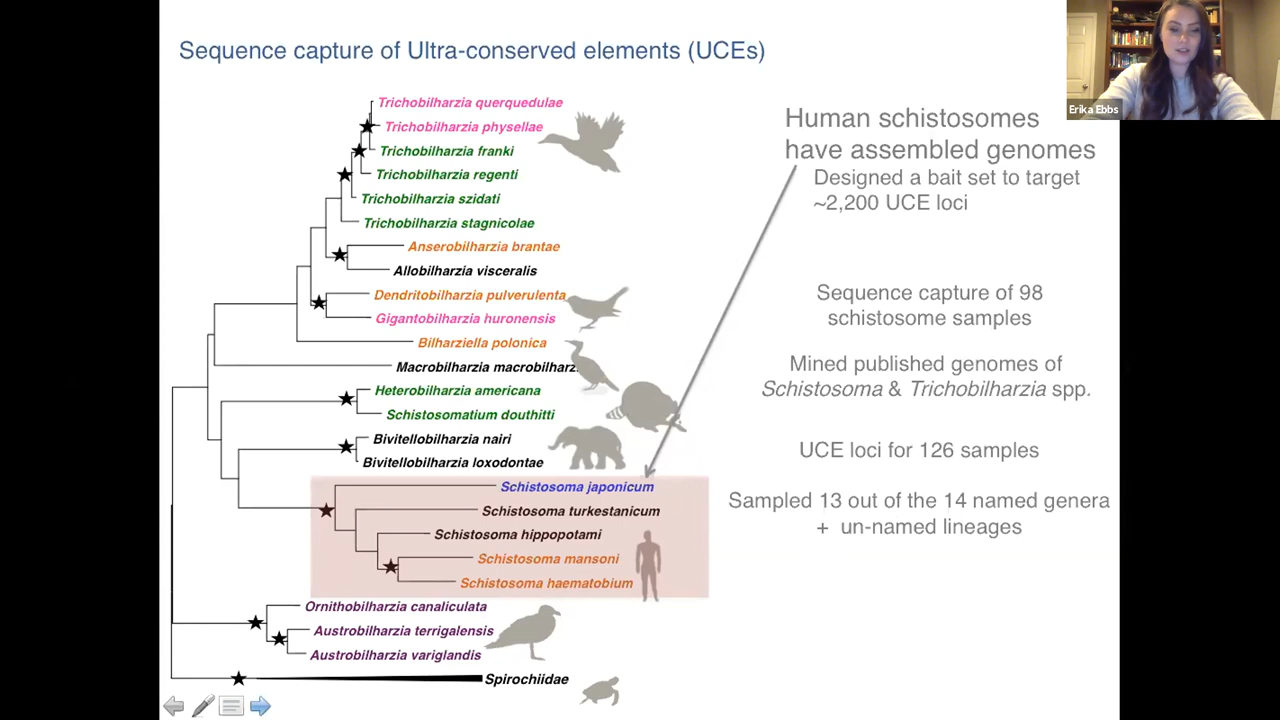 Sequence capture of Ultra-conserved elements (UCEs)
Erika Ebbs
Trichobilharzia querquedulae
Trichobilharzia physellae
Trichobilharzia franki
Trichobilharzia regenti
Trichobilharzia szidati
Trichobilharzia stagnicolae
Anserobilharzia brantae
Allobilharzia visceralis
Dendritobilharzia pulverulenta
Gigantobilharzia huronensis
Bilharziella polonica
Macrobilharzia macrobilharz
Heterobilharzia americana
Schistosomatium douthitti
Bivitellobilharzia nairi
Bivitellobilharzia loxodontae
Schistosoma japonicum
Schistosoma turkestanicum
Schistosoma hippopotami
Schistosoma mansoni
Schistosoma haematobium
Ornithobilharzia canaliculata
Austrobilharzia terrigalensis
Austrobilharzia variglandis
Spirochiidae
Human schistosomes
have assembled genomes
Designed a bait set to target
~2,200 UCE loci
Sequence capture of 98
schistosome samples
Mined published genomes of
Schistosoma & Trichobilharzia spp.
UCE loci for 126 samples
Sampled 13 out of the 14 named genera
+ un-named lineages